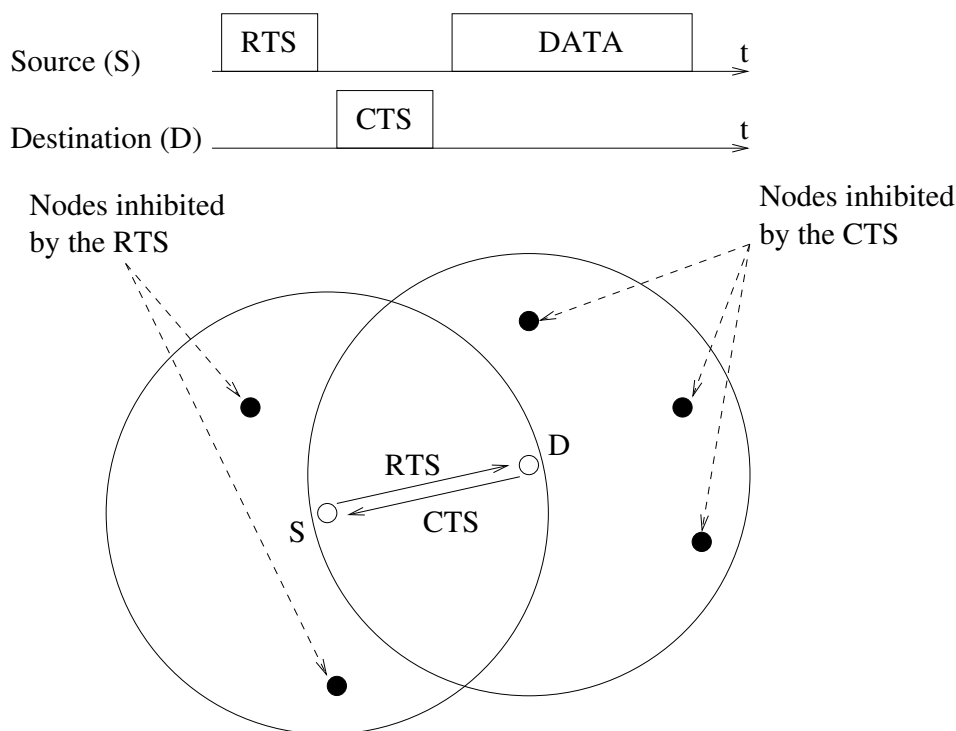 RTS
DATA
t
Source (S)
CTS
t
Destination (D)
Nodes inhibited
by the RTS
Nodes inhibited
by the CTS
D
RTS
CTS
S